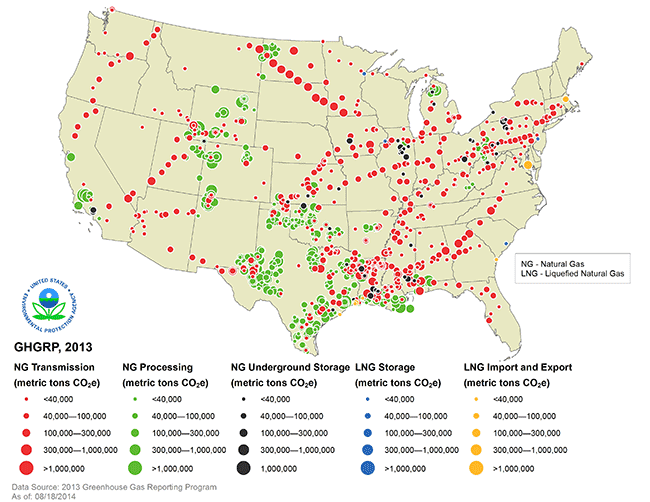 NG - Natural Gas
LNG - Liquefied Natural Gas
UNITED STATES
ENVIRONMENTAL PROTECTION AGENCY
GHGRP, 2013
NG Transmission
(metric tons CO₂e)
<40,000
40,000—100,000
100,000—300,000
300,000—1,000,000
>1,000,000
NG Processing
(metric tons CO₂e)
<40,000
40,000—100,000
100,000—300,000
300,000—1,000,000
>1,000,000
NG Underground Storage
(metric tons CO₂e)
<40,000
40,000—100,000
100,000—300,000
300,000—1,000,000
1,000,000
LNG Storage
(metric tons CO₂e)
<40,000
40,000—100,000
100,000—300,000
300,000—1,000,000
>1,000,000
LNG Import and Export
(metric tons CO₂e)
<40,000
40,000—100,000
100,000—300,000
300,000—1,000,000
>1,000,000
Data Source: 2013 Greenhouse Gas Reporting Program
As of: 08/18/2014